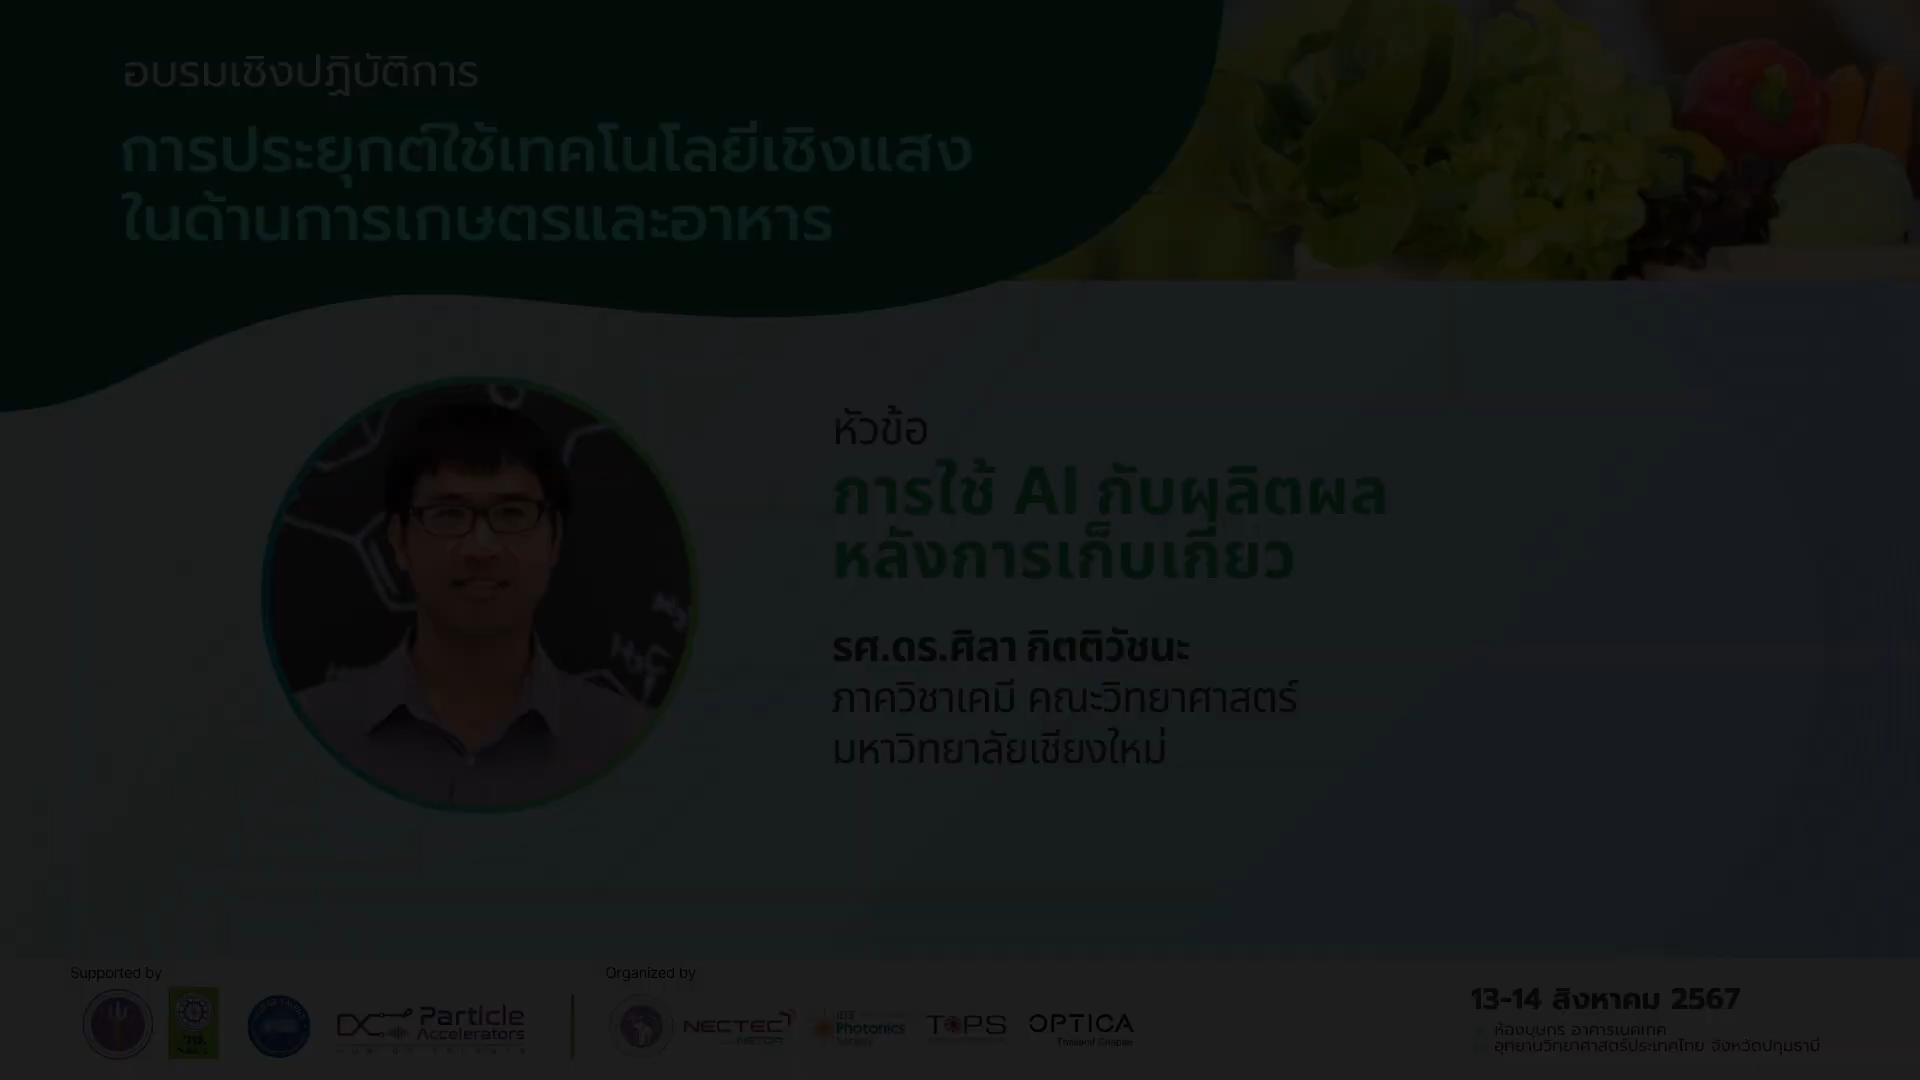 อบรมเชิงปฏิบัติการ
การประยุกต์ใช้เทคโนโลยีเชิงแสง
ในด้านการเกษตรและอาหาร
หัวข้อ
การใช้ AI กับผลิตผล
หลังการเก็บเกี่ยว
รศ.ดร.ศิลา กิตติวัชนะ
ภาควิชาเคมี คณะวิทยาศาสตร์
มหาวิทยาลัยเชียงใหม่
Supported by
Organized by
Particle
Accelerators
NECTEC
NSTDA
Photonics
Society
TOPS
OPTICA
Thailand Chapter
13-14 สิงหาคม 2567
ห้องบุษกร อาคารเนคเทค
อุทยานวิทยาศาสตร์ประเทศไทย จังหวัดปทุมธานี